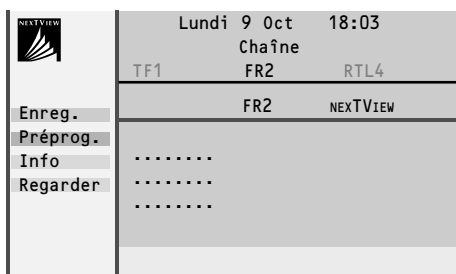 NEXTVIEW
Lundi 9 Oct 18:03
Chaîne
TF1 FR2 RTL4
FR2 NEXTVIEW
Enreg.
Préprog.
Info
Regarder
........
........
........